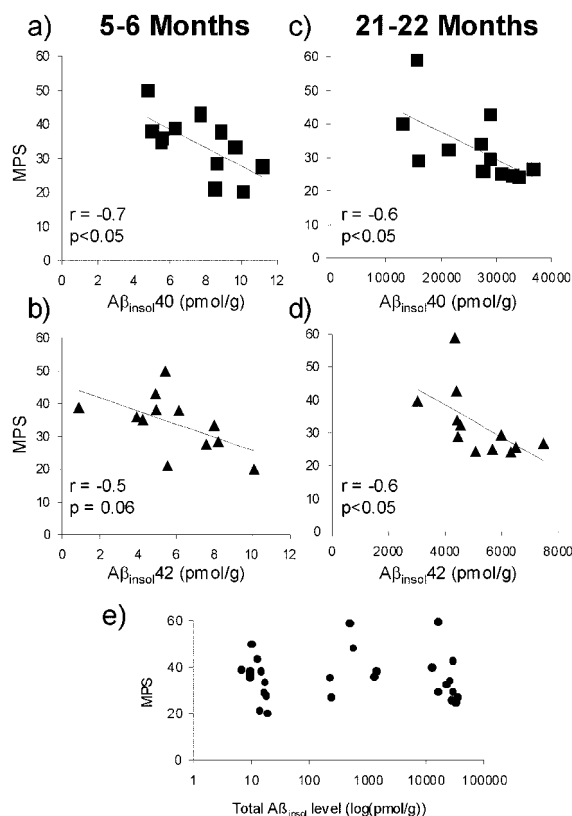 5-6 Months
21-22 Months
a)
MPS
60
50
40
30
20
10
0
r = -0.7
p<0.05
0 2 4 6 8 10 12
Aβinsol40 (pmol/g)
c)
60
50
40
30
20
10
0
r = -0.6
p<0.05
0 10000 20000 30000 40000
Aβinsol40 (pmol/g)
b)
MPS
60
50
40
30
20
10
0
r = -0.5
p = 0.06
0 2 4 6 8 10 12
Aβinsol42 (pmol/g)
d)
60
50
40
30
20
10
0
r = -0.6
p<0.05
0 2000 4000 6000 8000
Aβinsol42 (pmol/g)
e)
MPS
60
40
20
0
1 10 100 1000 10000 100000
Total Aßinsol level (log(pmol/g))